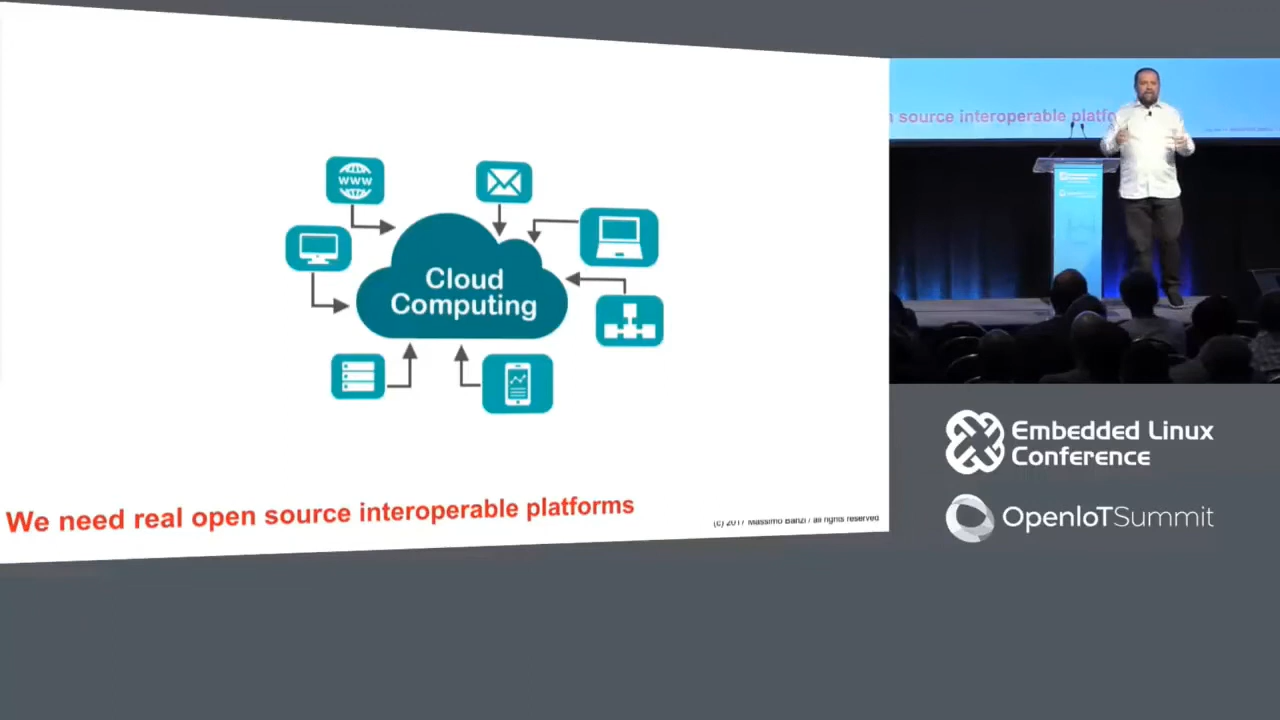 www
Cloud
Computing
We need real open source interoperable platforms
(c) 2017 Massimo Banzi / all rights reserved
n source interoperable platfo
Embedded Linux
Conference
OpenIoTSummit